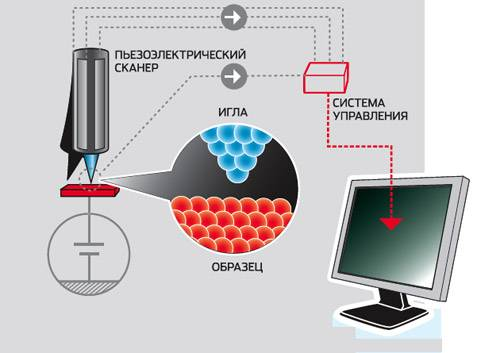 ПЬЕЗОЭЛЕКТРИЧЕСКИЙ
СКАНЕР
ИГЛА
СИСТЕМА
УПРАВЛЕНИЯ
ОБРАЗЕЦ